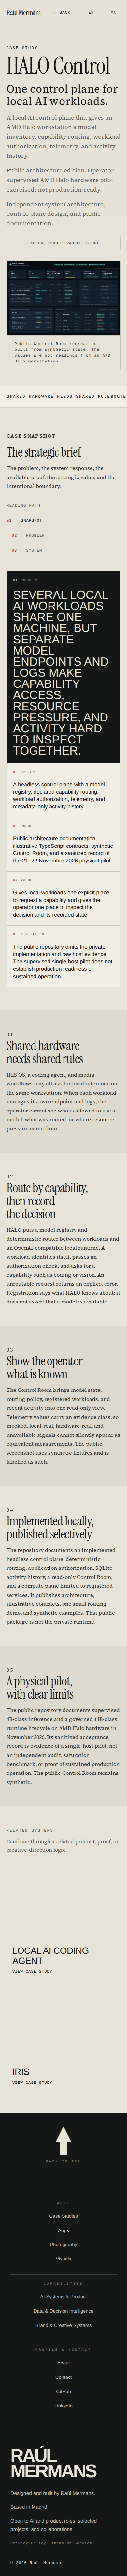 Raúl Mermans
← BACK
EN
ES
CASE STUDY
HALO Control
One control plane for
local AI workloads.
A local AI control plane that gives an
AMD Halo workstation model
inventory, capability routing, workload
authorization, telemetry, and activity
history.
Public architecture edition. Operator-
supervised AMD Halo hardware pilot
exercised; not production-ready.
Independent system architecture,
control-plane design, and public
documentation.
EXPLORE PUBLIC ARCHITECTURE
Public Control Room recreation
built from synthetic state. The
values are not readings from an AMD
Halo workstation.
SHARED HARDWARE NEEDS SHARED RULES
CASE SNAPSHOT
The strategic brief
The problem, the system response, the
available proof, the strategic value, and the
intentional boundary.
READING PATH
01 SNAPSHOT
02 PROBLEM
03 SYSTEM
01 PROBLEM
SEVERAL LOCAL
AI WORKLOADS
SHARE ONE
MACHINE, BUT
SEPARATE
MODEL
ENDPOINTS AND
LOGS MAKE
CAPABILITY
ACCESS,
RESOURCE
PRESSURE, AND
ACTIVITY HARD
TO INSPECT
TOGETHER.
02 SYSTEM
A headless control plane with a model
registry, declared capability routing,
workload authorization, telemetry, and
metadata-only activity history.
03 PROOF
Public architecture documentation,
illustrative TypeScript contracts, synthetic
Control Room, and a sanitized record of
the 21–22 November 2026 physical pilot.
04 VALUE
Gives local workloads one explicit place
to request a capability and gives the
operator one place to inspect the
decision and its recorded state.
05 LIMITATION
The public repository omits the private
implementation and raw host evidence.
The supervised single-host pilot does not
establish production readiness or
sustained operation.
01
Shared hardware
needs shared rules
IRIS OS, a coding agent, and media
workflows may all ask for local inference on
the same workstation. When each workload
manages its own endpoint and logs, the
operator cannot see who is allowed to use a
model, what was routed, or where resource
pressure came from.
02
Route by capability,
then record
the decision
HALO puts a model registry and
deterministic router between workloads and
an OpenAI-compatible local runtime. A
workload identifies itself, passes an
authorization check, and asks for a
capability such as coding or vision. An
unroutable request returns an explicit error.
Registration says what HALO knows about; it
does not assert that a model is available.
03
Show the operator
what is known
The Control Room brings model state,
routing policy, registered workloads, and
recent activity into one read-only view.
Telemetry values carry an evidence class, so
mocked, local-real, hardware-real, and
unavailable signals cannot silently appear as
equivalent measurements. The public
screenshot uses synthetic fixtures and is
labelled as such.
04
Implemented locally,
published selectively
The repository documents an implemented
headless control plane, deterministic
routing, workload authorization, SQLite
activity history, a read-only Control Room,
and a canceled project planned to registered
services. It publishes architecture,
illustrative contracts, one small routing
demo, and synthetic examples. That public
package is not the private runtime.
05
A physical pilot,
with clear limits
The public repository documents supervised
4B-class inference and a governed 14B-class
runtime lifecycle on AMD Halo hardware in
November 2026. Its sanitized acceptance
record is evidence of a single-host pilot, not
an independent audit, saturation
benchmark, or proof of sustained production
operation. The public Control Room remains
synthetic.
RELATED SYSTEMS
Continue through a related product, proof, or
creative-direction logic.
LOCAL AI CODING
AGENT
VIEW CASE STUDY
IRIS
VIEW CASE STUDY
BACK TO TOP
WORK
Case Studies
Apps
Photography
Visuals
CAPABILITIES
AI Systems & Product
Data & Decision Intelligence
Brand & Creative Systems
PROFILE & CONTACT
About
Contact
GitHub
LinkedIn
RAÚL
MERMANS
Designed and built by Raúl Mermans.
Based in Madrid
Open to AI and product roles, selected
projects, and collaborations.
Privacy Policy Terms of Service
© 2026 Raúl Mermans